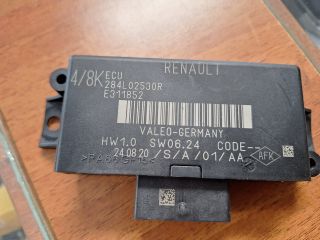 RENAULT
4/8K ECU
284L02530R
E311852
VALEO-GERMANY
HW1.0 SW06.24 CODE--
240820/S/A/01/AA
AFK